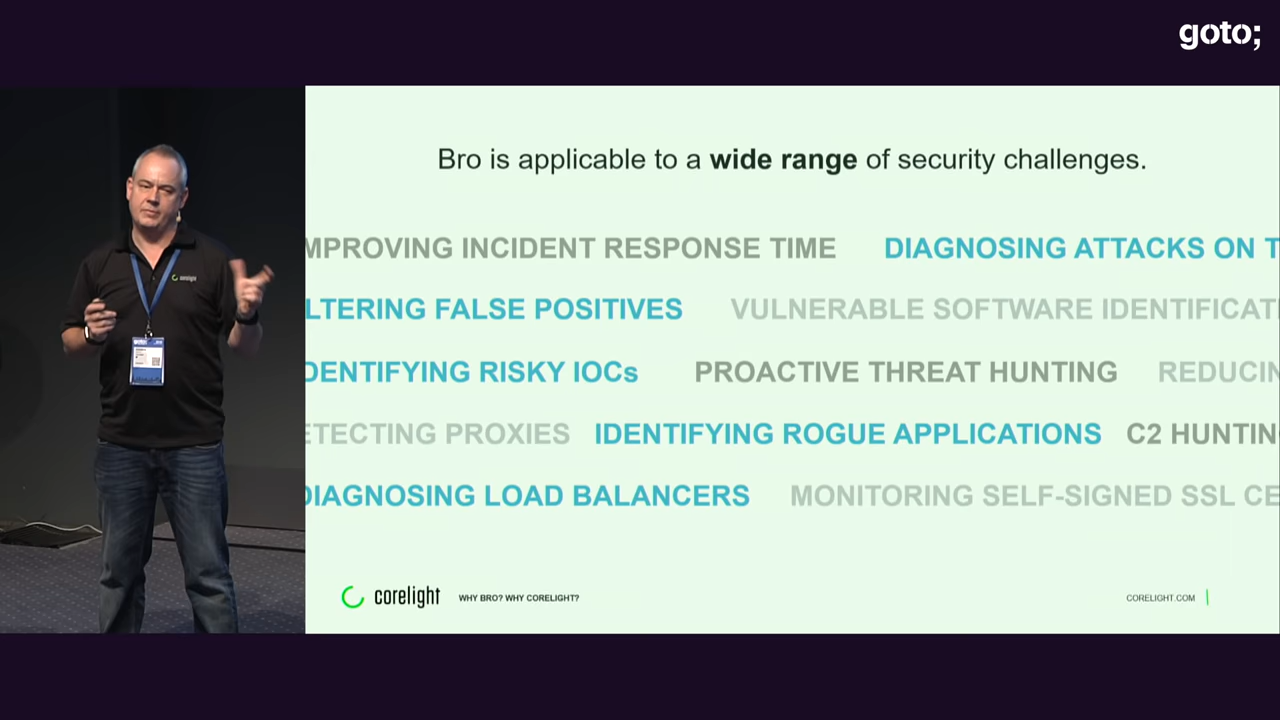 goto;
Bro is applicable to a wide range of security challenges.
MPROVING INCIDENT RESPONSE TIME DIAGNOSING ATTACKS ON T
LTERING FALSE POSITIVES VULNERABLE SOFTWARE IDENTIFICAT
DENTIFYING RISKY IOCs PROACTIVE THREAT HUNTING REDUCIN
ETECTING PROXIES IDENTIFYING ROGUE APPLICATIONS C2 HUNTIN
DIAGNOSING LOAD BALANCERS MONITORING SELF-SIGNED SSL CE
corelight WHY BRO? WHY CORELIGHT? CORELIGHT.COM
corelight
goto;